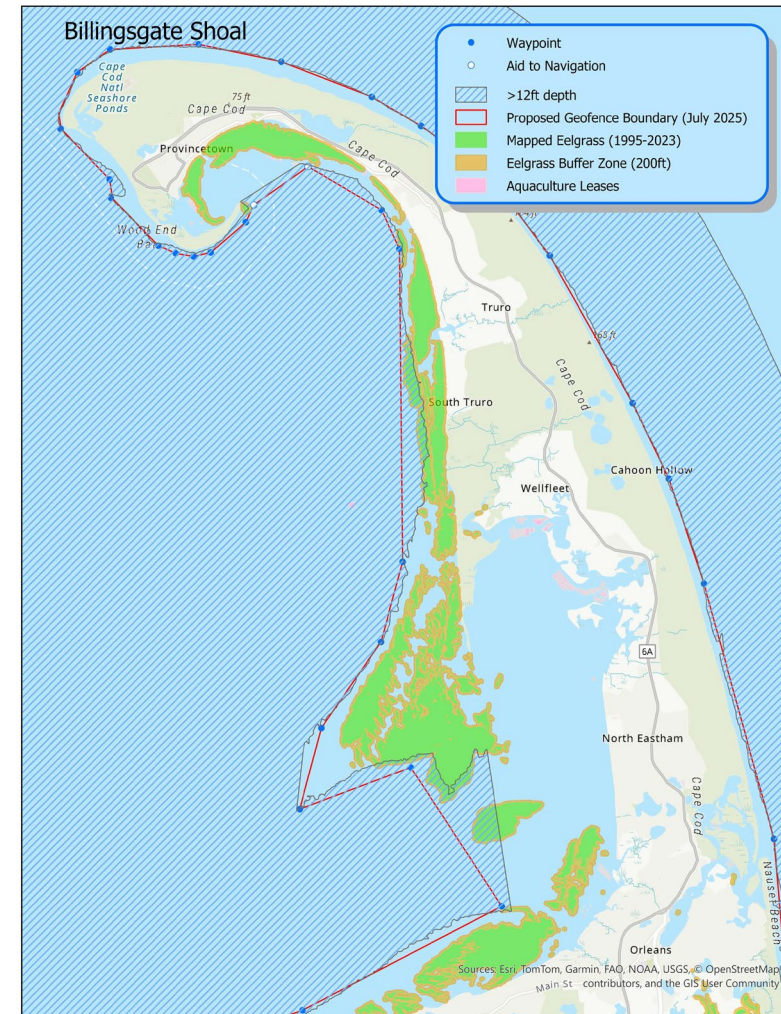 Billingsgate Shoal
Waypoint
Aid to Navigation
>12ft depth
Proposed Geofence Boundary (July 2025)
Mapped Eelgrass (1995-2023)
Eelgrass Buffer Zone (200ft)
Aquaculture Leases
Cape
Cod
Natl
Seashore
Ponds
75 ft
Cape Cod
Provincetown
Cape Cod
Wood End
Truro
165 ft
Cape Cod
South Truro
Cahoon Hollow
Wellfleet
6A
North Eastham
Cape Cod
Nauset Beach
Orleans
Main St
Sources: Esri, TomTom, Garmin, FAO, NOAA, USGS, © OpenStreetMap
contributors, and the GIS User Community